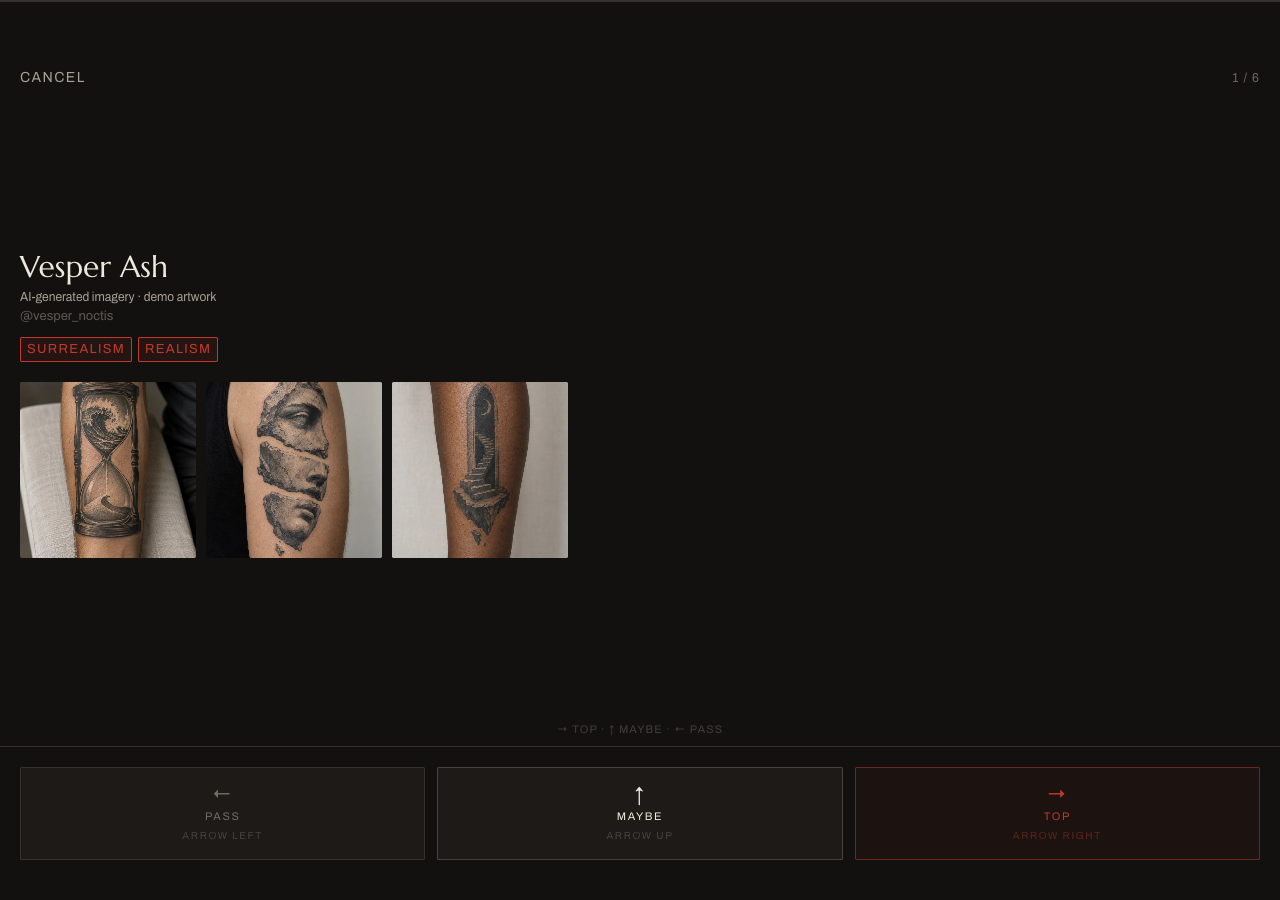 CANCEL
1 / 6
Vesper Ash
AI-generated imagery · demo artwork
@vesper_noctis
SURREALISM REALISM
→ TOP · ↑ MAYBE · ← PASS
←
PASS
ARROW LEFT
↑
MAYBE
ARROW UP
→
TOP
ARROW RIGHT